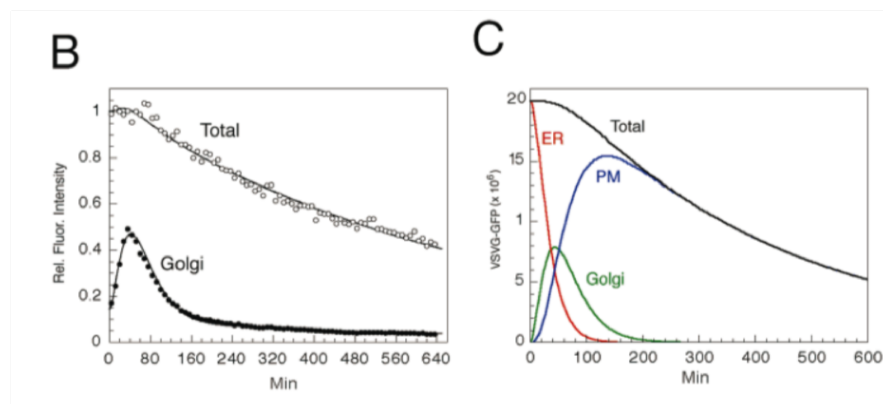 B
C
Rel. Fluor. Intensity
1
0.8
0.6
0.4
0.2
0
Total
Golgi
0 80 160 240 320 400 480 560 640
Min
VSVG-GFP (x 10⁶)
20
15
1
5
0
ER
Total
PM
Golgi
0 100 200 300 400 500 600
Min